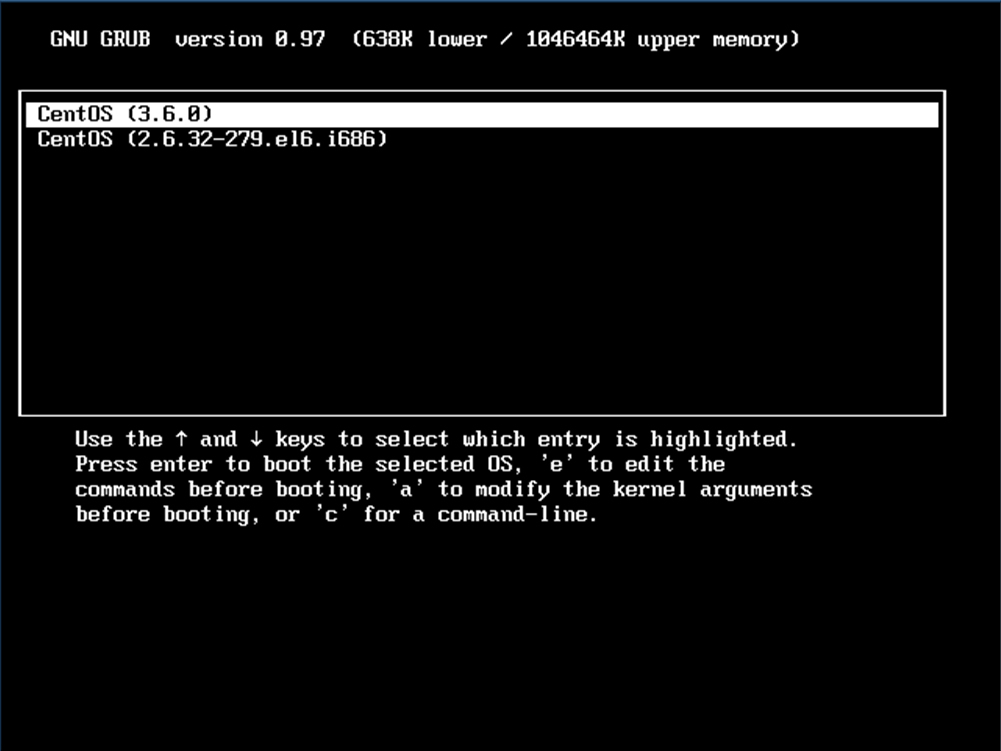 GNU GRUB  version 0.97  (638K lower / 1046464K upper memory)
CentOS (3.6.0)
CentOS (2.6.32-279.el6.i686)
Use the ↑ and ↓ keys to select which entry is highlighted.
Press enter to boot the selected OS, 'e' to edit the
commands before booting, 'a' to modify the kernel arguments
before booting, or 'c' for a command-line.